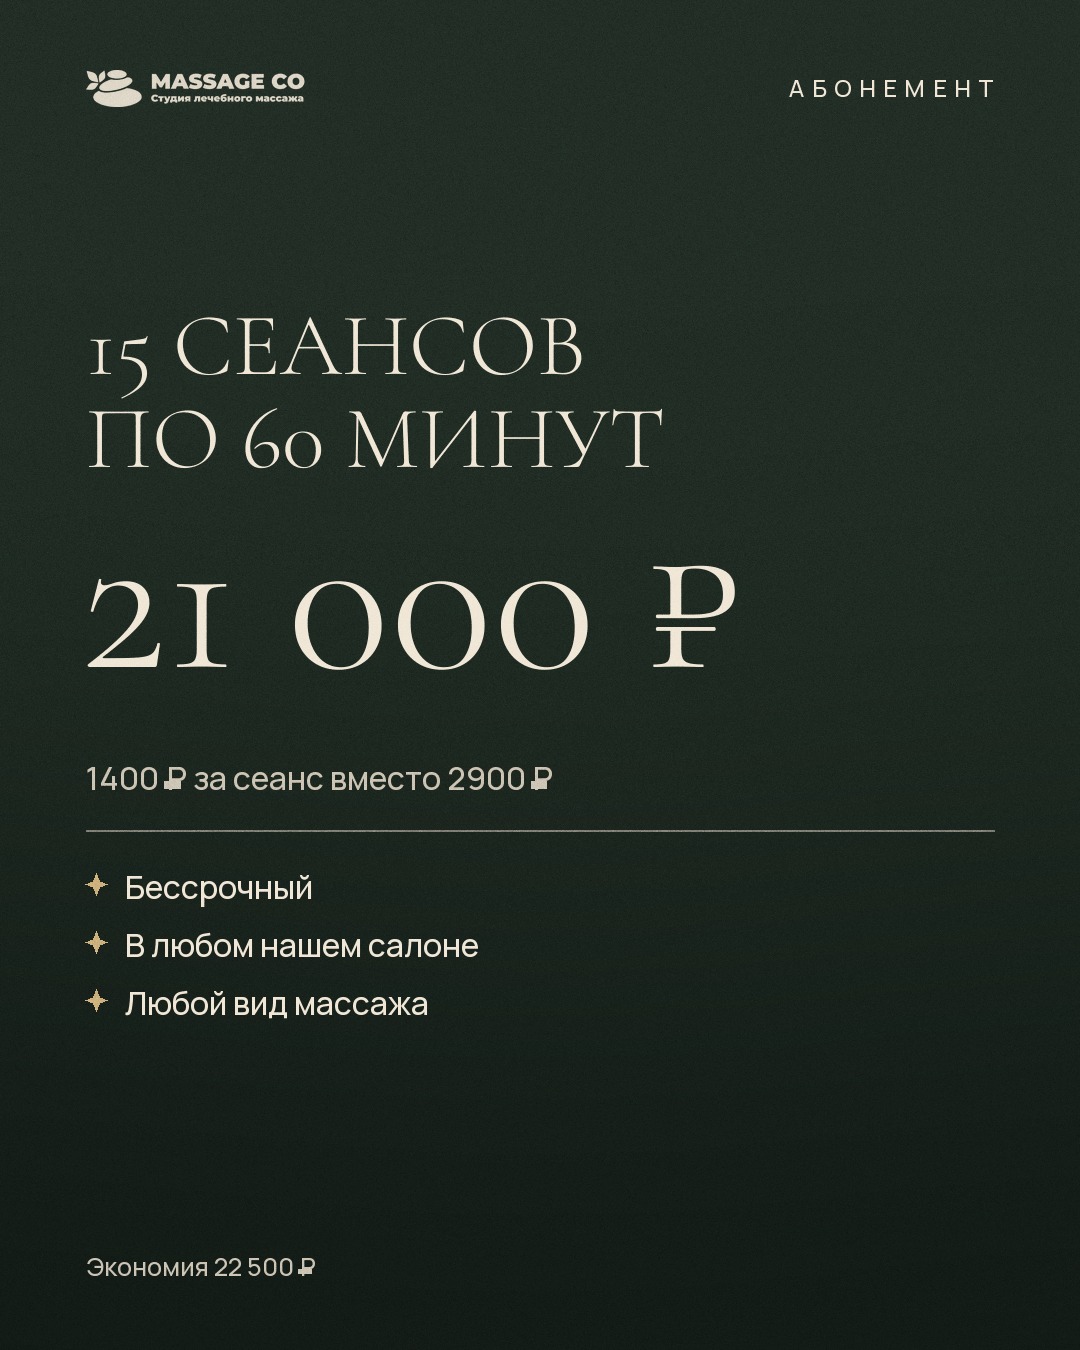 MASSAGE CO
Студия лечебного массажа
АБОНЕМЕНТ
15 СЕАНСОВ
ПО 60 МИНУТ
21 000 ₽
1400 ₽ за сеанс вместо 2900 ₽
Бессрочный
В любом нашем салоне
Любой вид массажа
Экономия 22 500 ₽